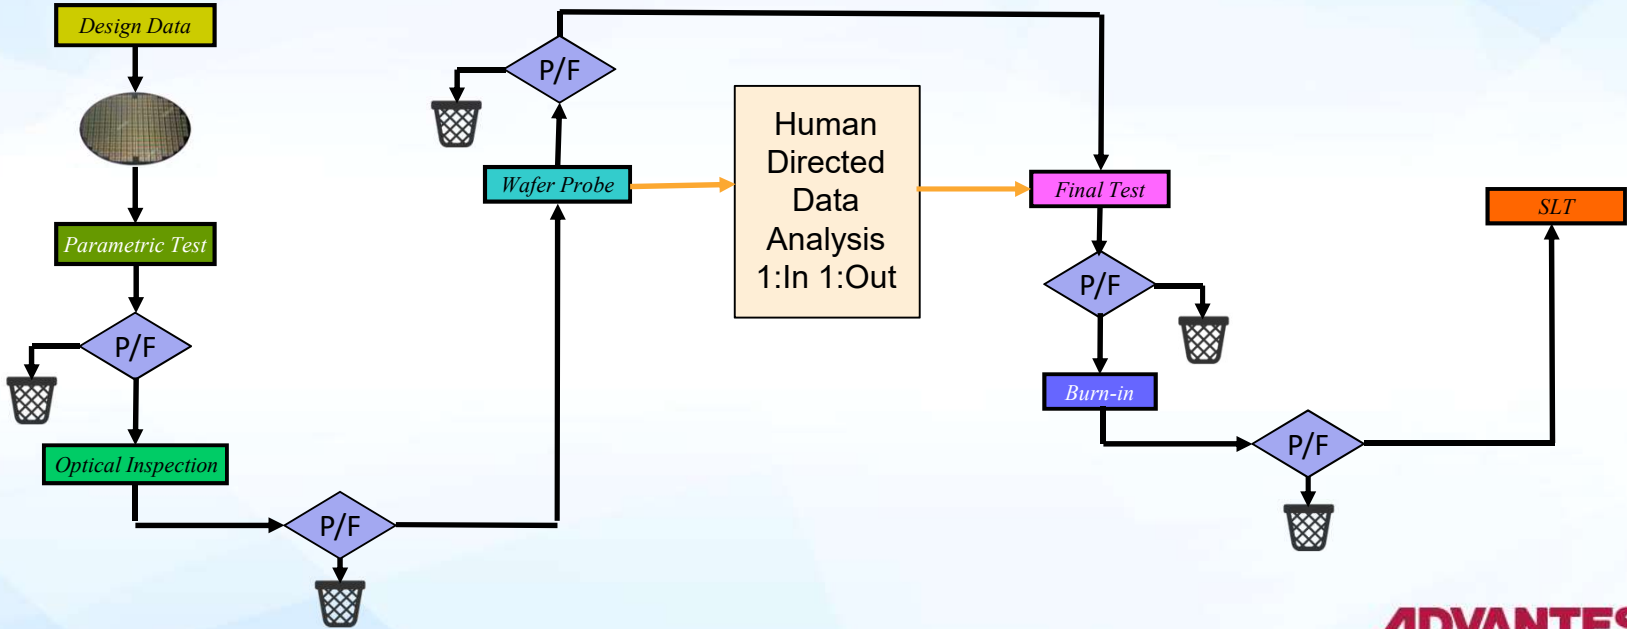 Design Data
Parametric Test
P/F
Optical Inspection
P/F
Wafer Probe
P/F
Human
Directed
Data
Analysis
1:In 1:Out
Final Test
P/F
Burn-in
P/F
SLT
ADVANTES